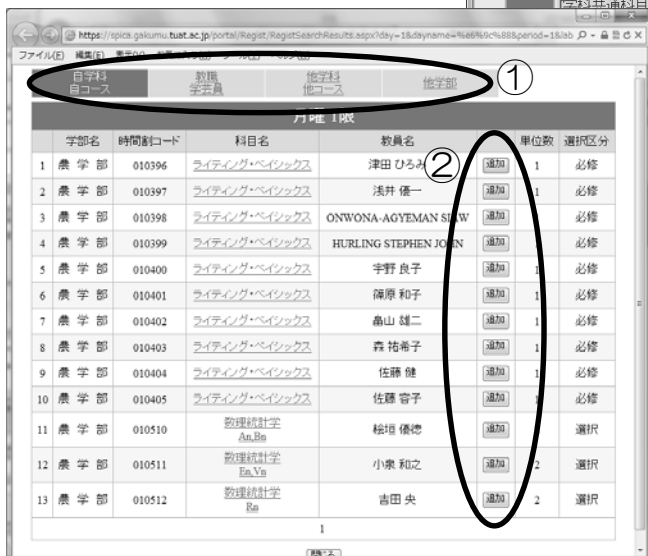 学科共通科目
https://spica.gakumu.tuat.ac.jp/portal/Regist/RegistSearchResults.aspx?day=1&dayname=%e6%9c%88&period=1&lab
ファイル(F) 編集(E)
自学科 教職 他学科 他学部 ①
自コース 学芸員 他コース
月曜 1限
学部名 時間割コード 科目名 教員名 単位数 選択区分
②
1 農 学 部 010396 ライティング・ベイシックス 津田 ひろみ 追加 1 必修
2 農 学 部 010397 ライティング・ベイシックス 浅井 優一 追加 1 必修
3 農 学 部 010398 ライティング・ベイシックス ONWONA-AGYEMAN SIAW 追加 必修
4 農 学 部 010399 ライティング・ベイシックス HURLING STEPHEN JOHN 追加 必修
5 農 学 部 010400 ライティング・ベイシックス 宇野 良子 追加 1 必修
6 農 学 部 010401 ライティング・ベイシックス 篠原 和子 追加 1 必修
7 農 学 部 010402 ライティング・ベイシックス 畠山 雄二 追加 1 必修
8 農 学 部 010403 ライティング・ベイシックス 森 祐希子 追加 1 必修
9 農 学 部 010404 ライティング・ベイシックス 佐藤 健 追加 1 必修
10 農 学 部 010405 ライティング・ベイシックス 佐藤 容子 追加 1 必修
11 農 学 部 010510 数理統計学 桧垣 優徳 追加 選択
An,Bn
12 農 学 部 010511 数理統計学 小泉 和之 追加 2 選択
En,Vn
13 農 学 部 010512 数理統計学 吉田 央 追加 2 選択
Rn
1
閉じる